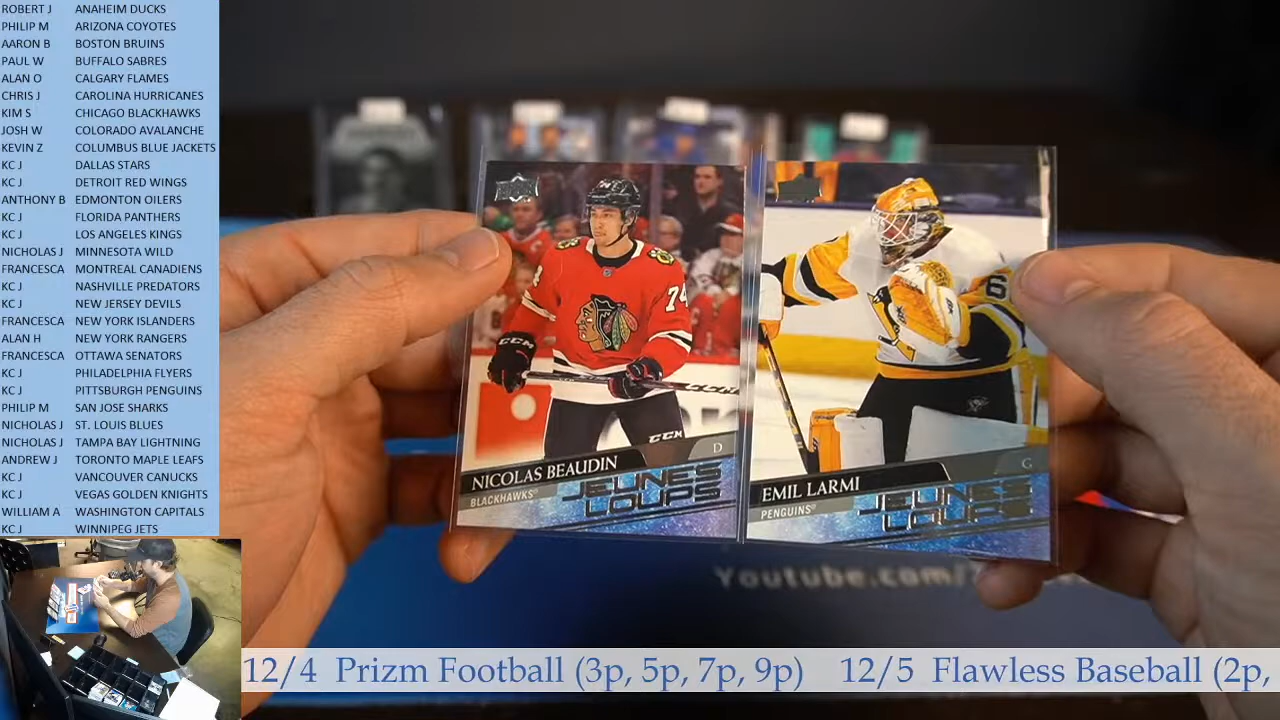 ROBERT J ANAHEIM DUCKS
PHILIP M ARIZONA COYOTES
AARON B BOSTON BRUINS
PAUL W BUFFALO SABRES
ALAN O CALGARY FLAMES
CHRIS J CAROLINA HURRICANES
KIM S CHICAGO BLACKHAWKS
JOSH W COLORADO AVALANCHE
KEVIN Z COLUMBUS BLUE JACKETS
KC J DALLAS STARS
KC J DETROIT RED WINGS
ANTHONY B EDMONTON OILERS
KC J FLORIDA PANTHERS
KC J LOS ANGELES KINGS
NICHOLAS J MINNESOTA WILD
FRANCESCA MONTREAL CANADIENS
KC J NASHVILLE PREDATORS
KC J NEW JERSEY DEVILS
FRANCESCA NEW YORK ISLANDERS
ALAN H NEW YORK RANGERS
FRANCESCA OTTAWA SENATORS
KC J PHILADELPHIA FLYERS
KC J PITTSBURGH PENGUINS
PHILIP M SAN JOSE SHARKS
NICHOLAS J ST. LOUIS BLUES
NICHOLAS J TAMPA BAY LIGHTNING
ANDREW J TORONTO MAPLE LEAFS
KC J VANCOUVER CANUCKS
KC J VEGAS GOLDEN KNIGHTS
WILLIAM A WASHINGTON CAPITALS
KC J WINNIPEG JETS
74
CCM
CCM
D
NICOLAS BEAUDIN
BLACKHAWKS
JEUNES
LOUPS
G
EMIL LARMI
PENGUINS
JEUNES
LOUPS
Youtube.com/
12/4 Prizm Football (3p, 5p, 7p, 9p) 12/5 Flawless Baseball (2p,